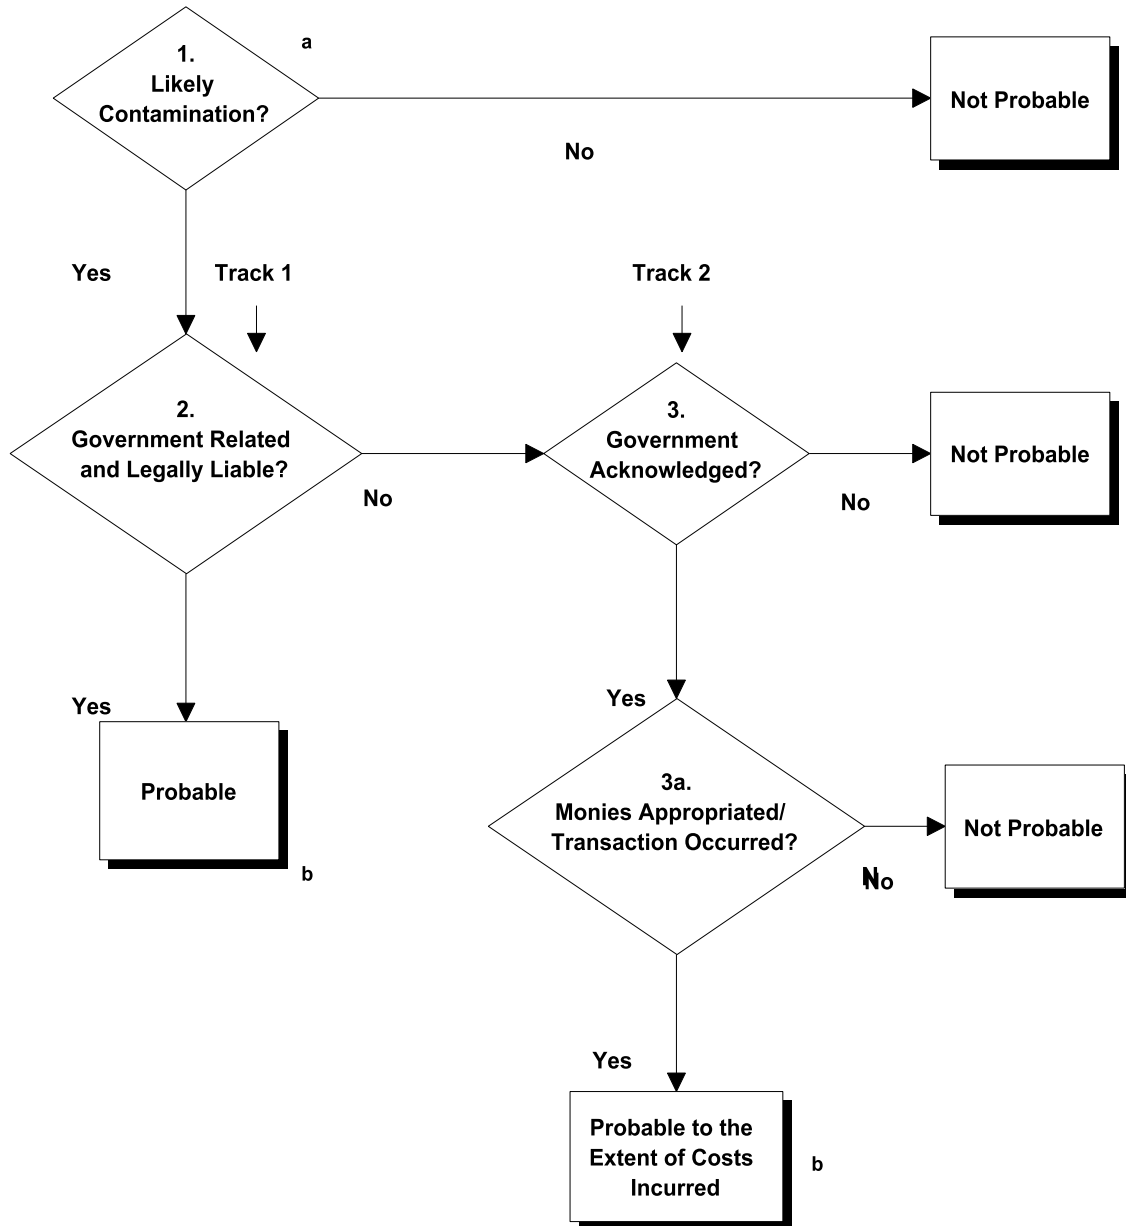 1.
Likely
Contamination?
a
Not Probable
No
Yes
Track 1
Track 2
2.
Government Related
and Legally Liable?
No
3.
Government
Acknowledged?
No
Not Probable
Yes
Probable
b
Yes
3a.
Monies Appropriated/
Transaction Occurred?
No
Not Probable
Yes
Probable to the
Extent of Costs
Incurred
b